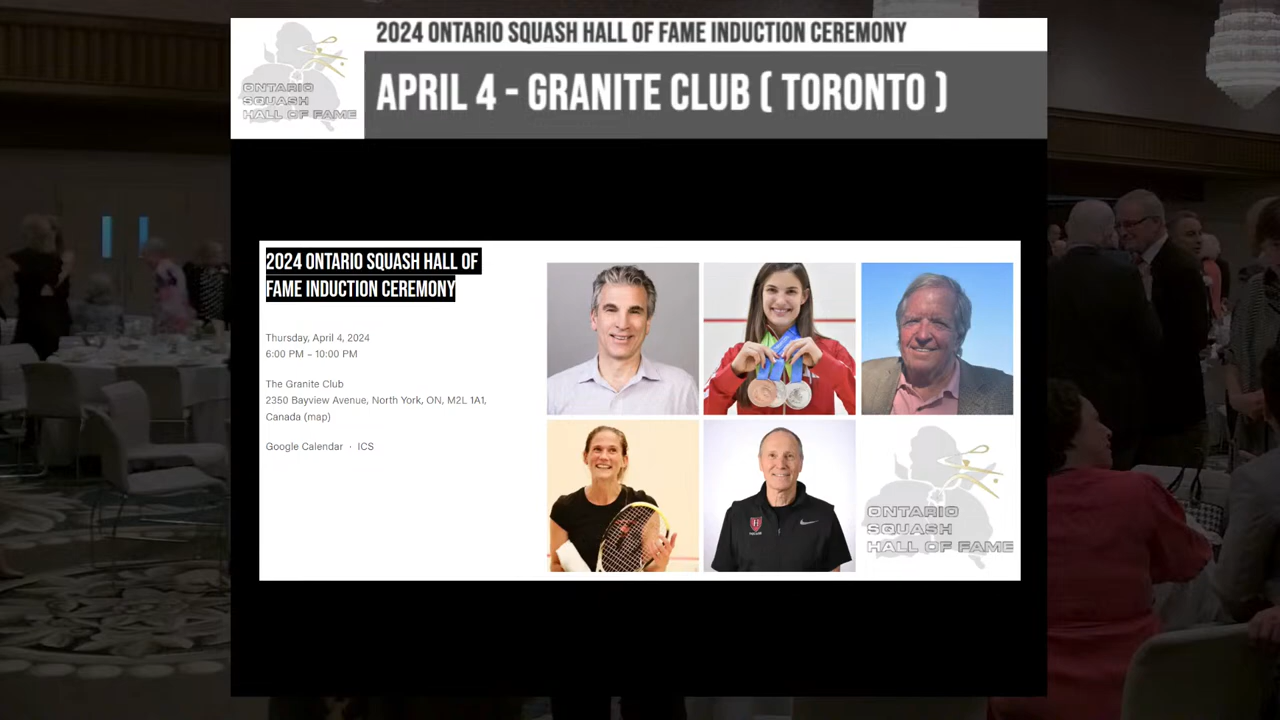 2024 ONTARIO SQUASH HALL OF FAME INDUCTION CEREMONY
APRIL 4 - GRANITE CLUB ( TORONTO )
ONTARIO
SQUASH
HALL OF FAME
2024 ONTARIO SQUASH HALL OF
FAME INDUCTION CEREMONY
Thursday, April 4, 2024
6:00 PM – 10:00 PM
The Granite Club
2350 Bayview Avenue, North York, ON, M2L 1A1,
Canada (map)
Google Calendar · ICS
H
ONTARIO
SQUASH
HALL OF FAME